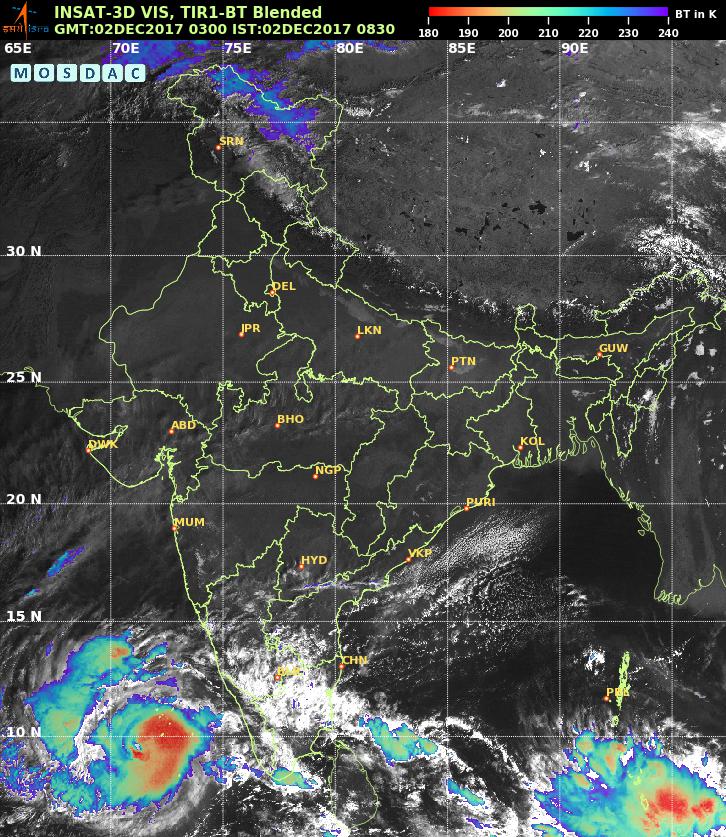 INSAT-3D VIS, TIR1-BT Blended
GMT:02DEC2017 0300 IST:02DEC2017 0830
BT in K
180 190 200 210 220 230 240
65E 70E 75E 80E 85E 90E
MOSDAC
SRN
30 N
DEL
JPR LKN
GUW
PTN
25 N
ABD BHO
DWK KOL
NGP
20 N PURI
MUM
VKP
HYD
15 N
CHN
10 N